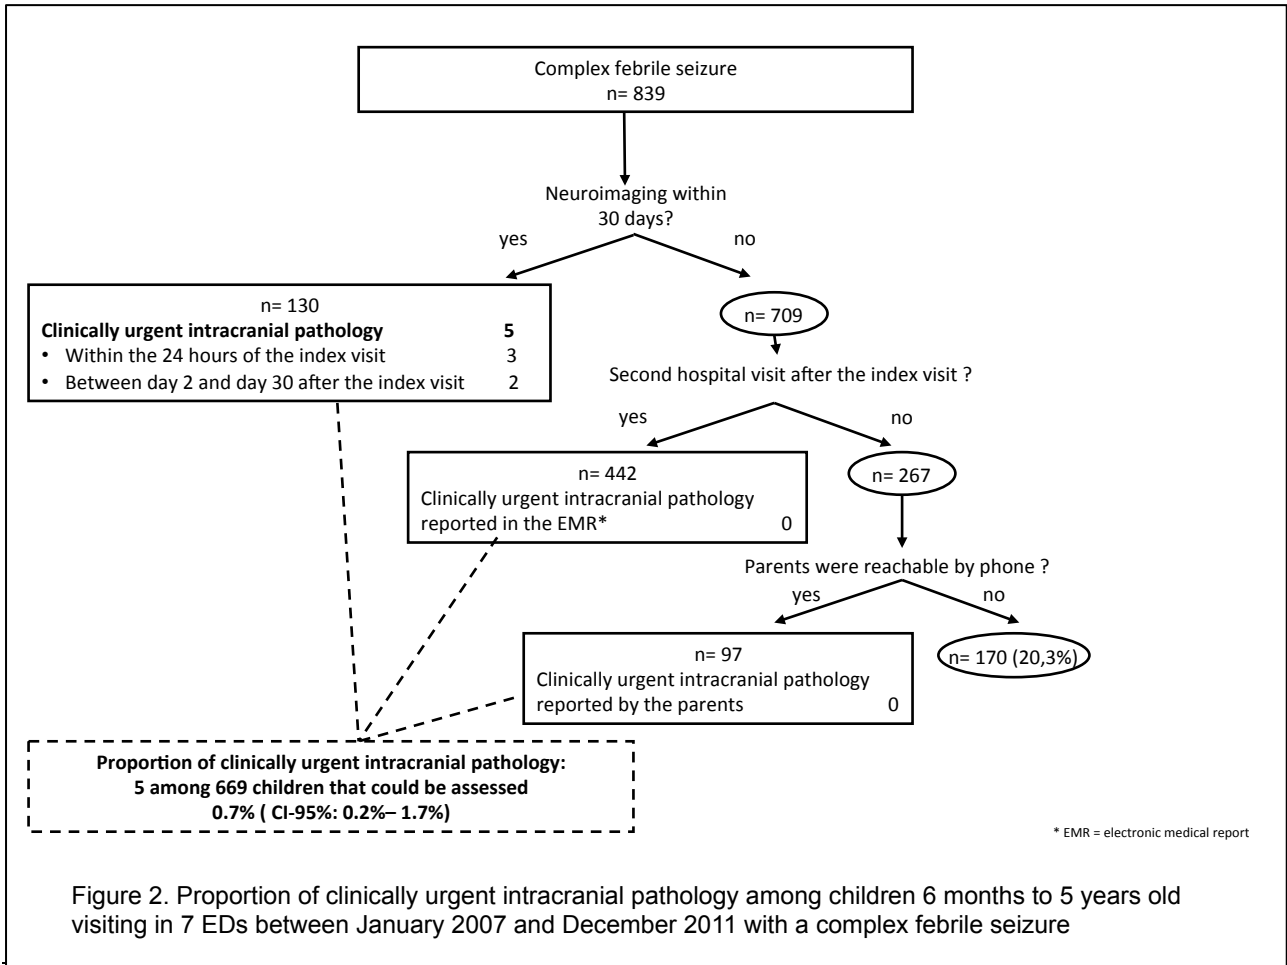 Complex febrile seizure
n= 839
Neuroimaging within
30 days?
yes
no
n= 130
Clinically urgent intracranial pathology 5
• Within the 24 hours of the index visit 3
• Between day 2 and day 30 after the index visit 2
n= 709
Second hospital visit after the index visit ?
yes
no
n= 442
Clinically urgent intracranial pathology
reported in the EMR* 0
n= 267
Parents were reachable by phone ?
yes
no
n= 97
Clinically urgent intracranial pathology
reported by the parents 0
n= 170 (20,3%)
Proportion of clinically urgent intracranial pathology:
5 among 669 children that could be assessed
0.7% ( CI-95%: 0.2%– 1.7%)
* EMR = electronic medical report
Figure 2. Proportion of clinically urgent intracranial pathology among children 6 months to 5 years old
visiting in 7 EDs between January 2007 and December 2011 with a complex febrile seizure